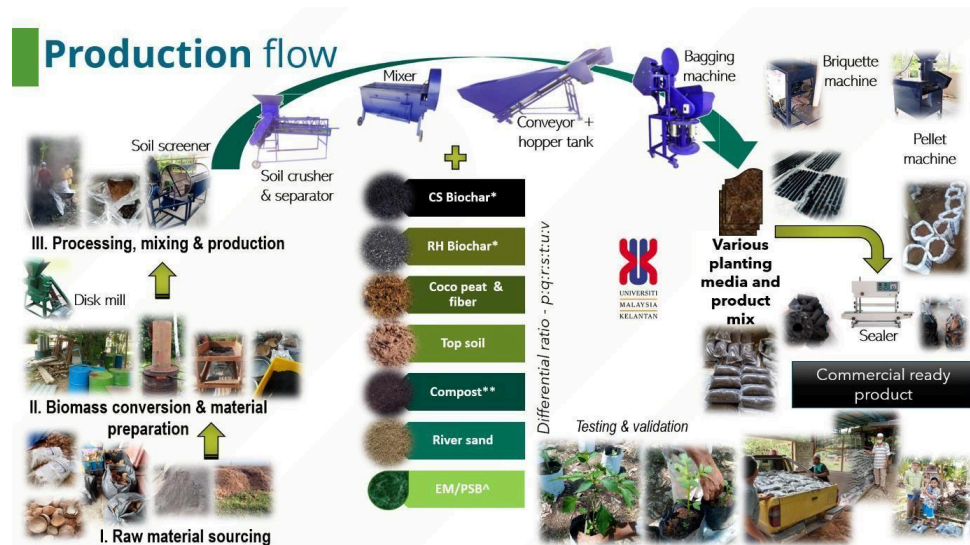 Production flow
Mixer
Conveyor +
hopper tank
Bagging
machine
Briquette
machine
Pellet
machine
Soil screener
Soil crusher
& separator
III. Processing, mixing & production
Disk mill
II. Biomass conversion & material
preparation
I. Raw material sourcing
CS Biochar*
RH Biochar*
Coco peat &
fiber
Top soil
Compost**
River sand
EM/PSB^
Differential ratio - p:q:r:s:t:u:v
UNIVERSITI
MALAYSIA
KELANTAN
Various
planting
media and
product
mix
Sealer
Commercial ready
product
Testing & validation